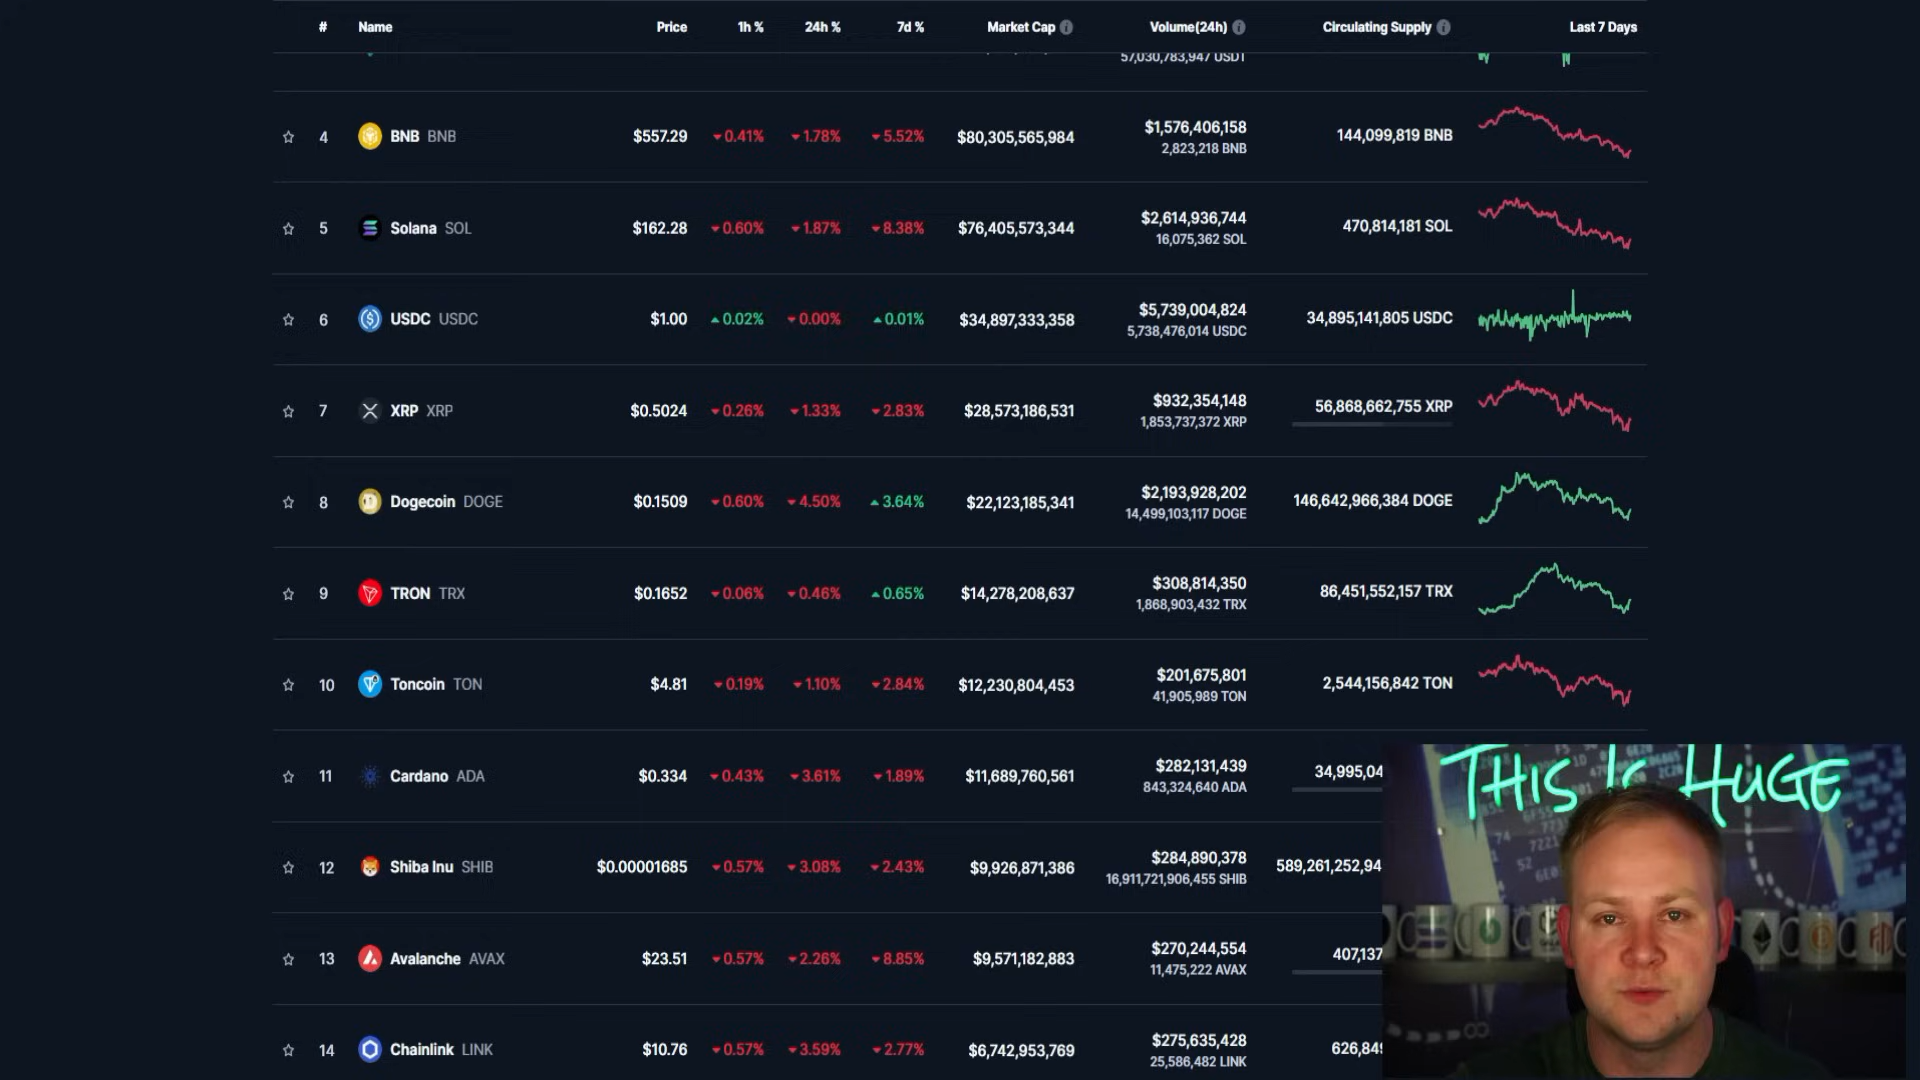 # Name Price 1h % 24h % 7d % Market Cap Volume(24h) Circulating Supply Last 7 Days
57,030,783,947 USDT
4 BNB BNB $557.29 0.41% 1.78% 5.52% $80,305,565,984 $1,576,406,158 144,099,819 BNB
2,823,218 BNB
5 Solana SOL $162.28 0.60% 1.87% 8.38% $76,405,573,344 $2,614,936,744 470,814,181 SOL
16,075,362 SOL
6 USDC USDC $1.00 0.02% 0.00% 0.01% $34,897,333,358 $5,739,004,824 34,895,141,805 USDC
5,738,476,014 USDC
7 XRP XRP $0.5024 0.26% 1.33% 2.83% $28,573,186,531 $932,354,148 56,868,662,755 XRP
1,853,737,372 XRP
8 Dogecoin DOGE $0.1509 0.60% 4.50% 3.64% $22,123,185,341 $2,193,928,202 146,642,966,384 DOGE
14,499,103,117 DOGE
9 TRON TRX $0.1652 0.06% 0.46% 0.65% $14,278,208,637 $308,814,350 86,451,552,157 TRX
1,868,903,432 TRX
10 Toncoin TON $4.81 0.19% 1.10% 2.84% $12,230,804,453 $201,675,801 2,544,156,842 TON
41,905,989 TON
11 Cardano ADA $0.334 0.43% 3.61% 1.89% $11,689,760,561 $282,131,439 34,995,04
843,324,640 ADA
12 Shiba Inu SHIB $0.00001685 0.57% 3.08% 2.43% $9,926,871,386 $284,890,378 589,261,252,94
16,911,721,906,455 SHIB
13 Avalanche AVAX $23.51 0.57% 2.26% 8.85% $9,571,182,883 $270,244,554 407,137
11,475,222 AVAX
14 Chainlink LINK $10.76 0.57% 3.59% 2.77% $6,742,953,769 $275,635,428 626,849
25,586,482 LINK
THIS IS HUGE